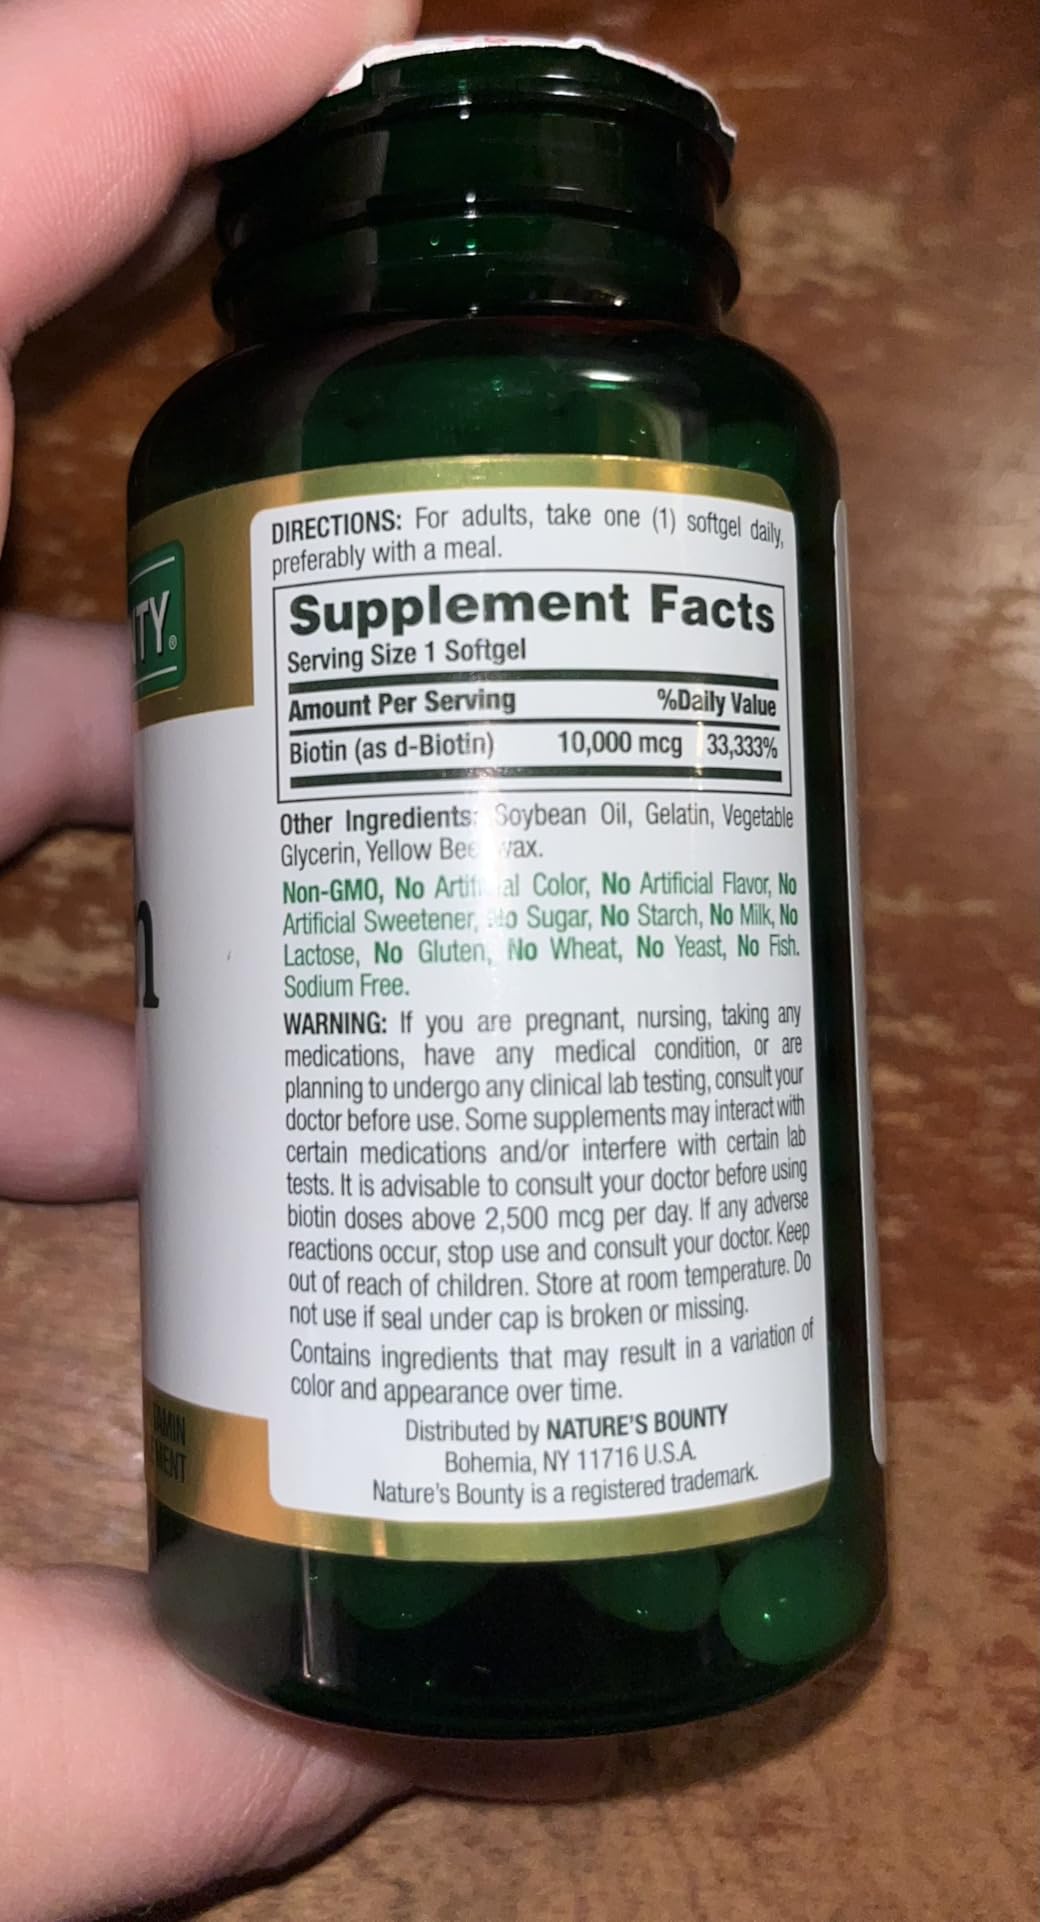 DIRECTIONS: For adults, take one (1) softgel daily,
preferably with a meal.
Supplement Facts
Serving Size 1 Softgel
Amount Per Serving %Daily Value
Biotin (as d-Biotin) 10,000 mcg 33,333%
Other Ingredients: Soybean Oil, Gelatin, Vegetable
Glycerin, Yellow Beeswax.
Non-GMO, No Artificial Color, No Artificial Flavor, No
Artificial Sweetener, No Sugar, No Starch, No Milk, No
Lactose, No Gluten, No Wheat, No Yeast, No Fish.
Sodium Free.
WARNING: If you are pregnant, nursing, taking any
medications, have any medical condition, or are
planning to undergo any clinical lab testing, consult your
doctor before use. Some supplements may interact with
certain medications and/or interfere with certain lab
tests. It is advisable to consult your doctor before using
biotin doses above 2,500 mcg per day. If any adverse
reactions occur, stop use and consult your doctor. Keep
out of reach of children. Store at room temperature. Do
not use if seal under cap is broken or missing.
Contains ingredients that may result in a variation of
color and appearance over time.
Distributed by NATURE'S BOUNTY
Bohemia, NY 11716 U.S.A.
Nature's Bounty is a registered trademark.